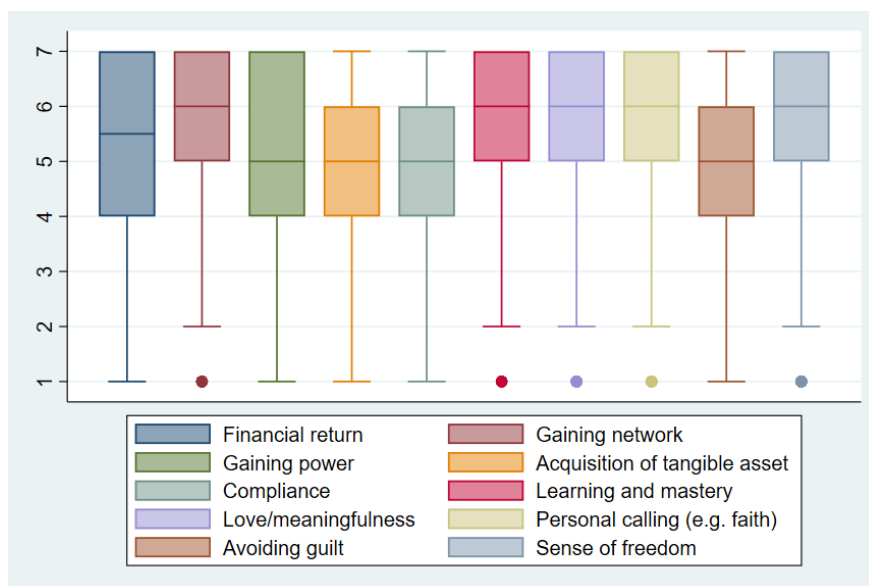 7
6
5
4
3
2
1
Financial return Gaining network
Gaining power Acquisition of tangible asset
Compliance Learning and mastery
Love/meaningfulness Personal calling (e.g. faith)
Avoiding guilt Sense of freedom